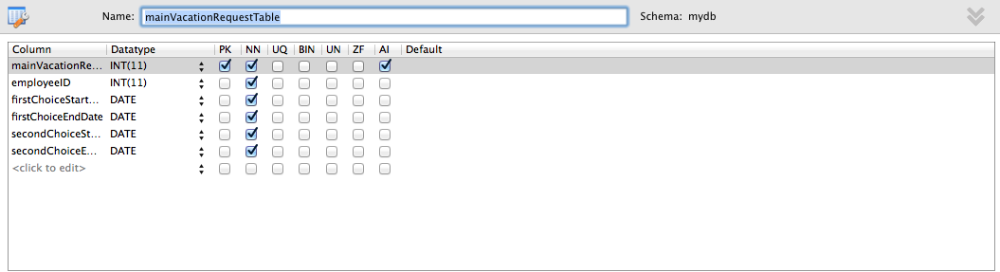 Name: mainVacationRequestTable Schema: mydb
Column Datatype PK NN UQ BIN UN ZF AI Default
mainVacationRe... INT(11)
employeeID INT(11)
firstChoiceStart... DATE
firstChoiceEndDate DATE
secondChoiceSt... DATE
secondChoiceE... DATE
<click to edit>